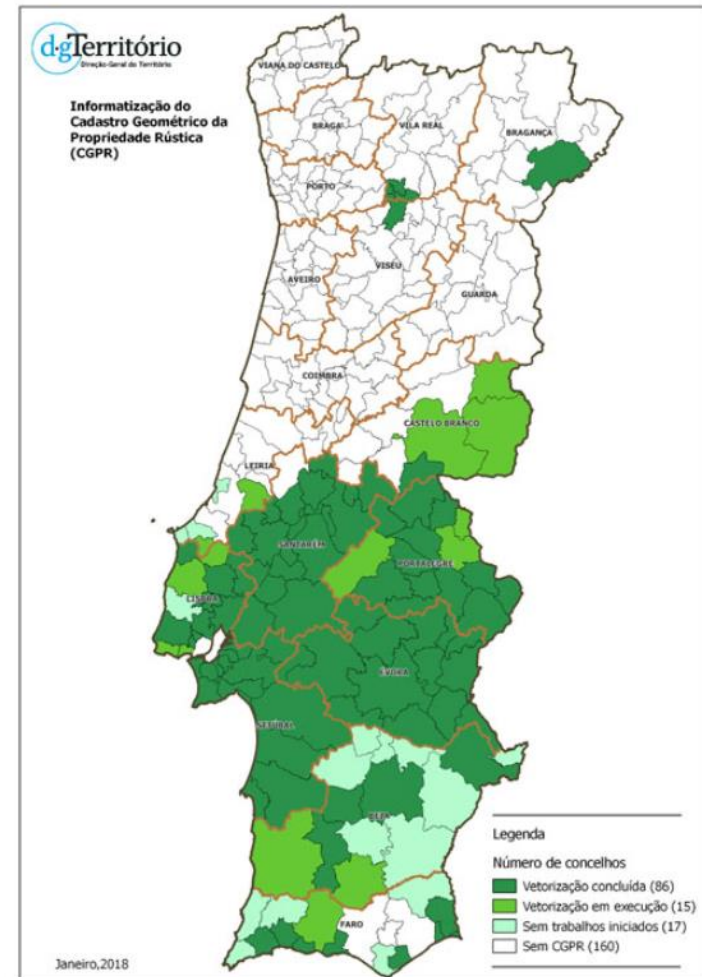 dgTerritório
Direção-Geral do Território
Informatização do
Cadastro Geométrico da
Propriedade Rústica
(CGPR)
VIANA DO CASTELO
BRAGA
VILA REAL
BRAGANÇA
PORTO
AVEIRO
VISEU
GUARDA
COIMBRA
CASTELO BRANCO
LEIRIA
SANTARÉM
PORTALEGRE
LISBOA
ÉVORA
SETÚBAL
BEJA
FARO
Legenda
Número de concelhos
Vetorização concluída (86)
Vetorização em execução (15)
Sem trabalhos iniciados (17)
Sem CGPR (160)
Janeiro,2018